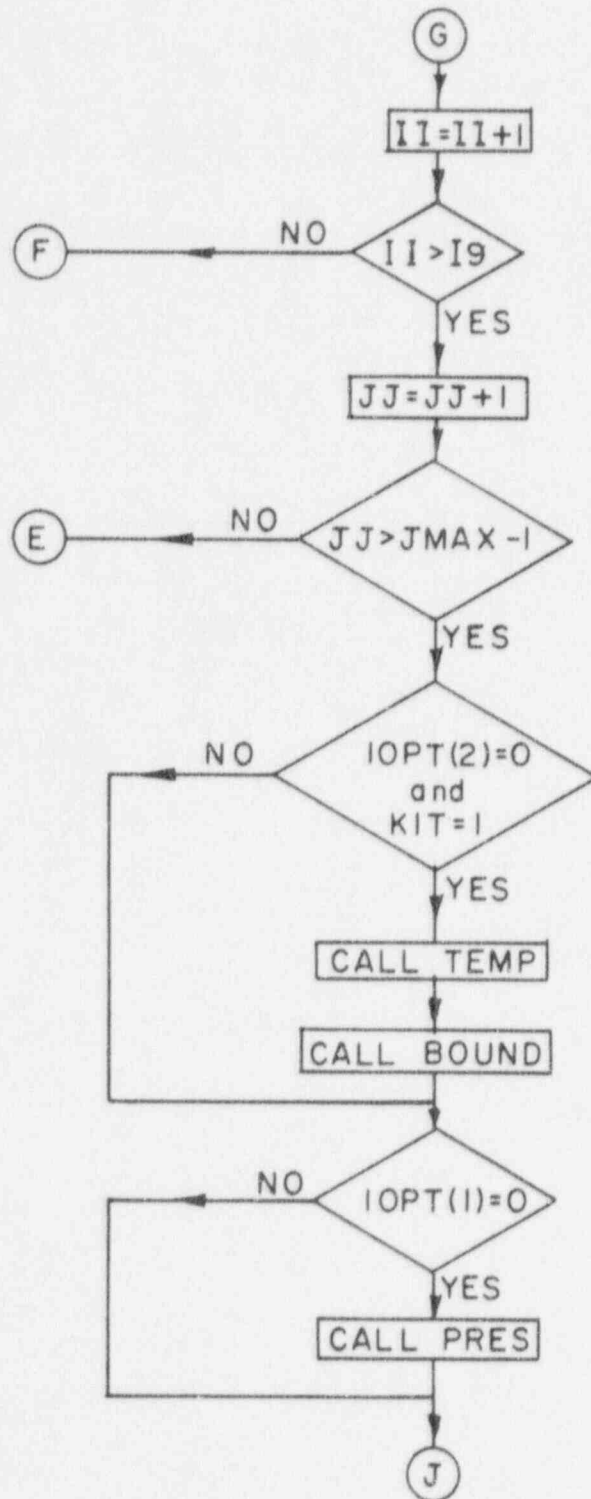 G
II=II+1
NO
F
II>I9
YES
JJ=JJ+1
NO
E
JJ>JMAX-1
YES
NO
IOPT(2)=0
and
KIT=1
YES
CALL TEMP
CALL BOUND
NO
IOPT(1)=0
YES
CALL PRES
J